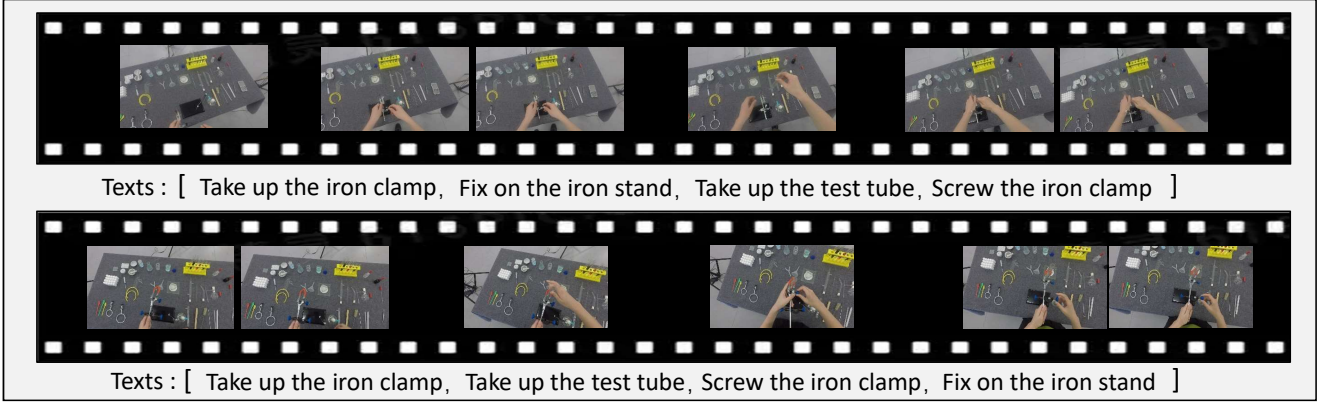 Texts : [ Take up the iron clamp, Fix on the iron stand, Take up the test tube, Screw the iron clamp ]
Texts : [ Take up the iron clamp, Take up the test tube, Screw the iron clamp, Fix on the iron stand ]